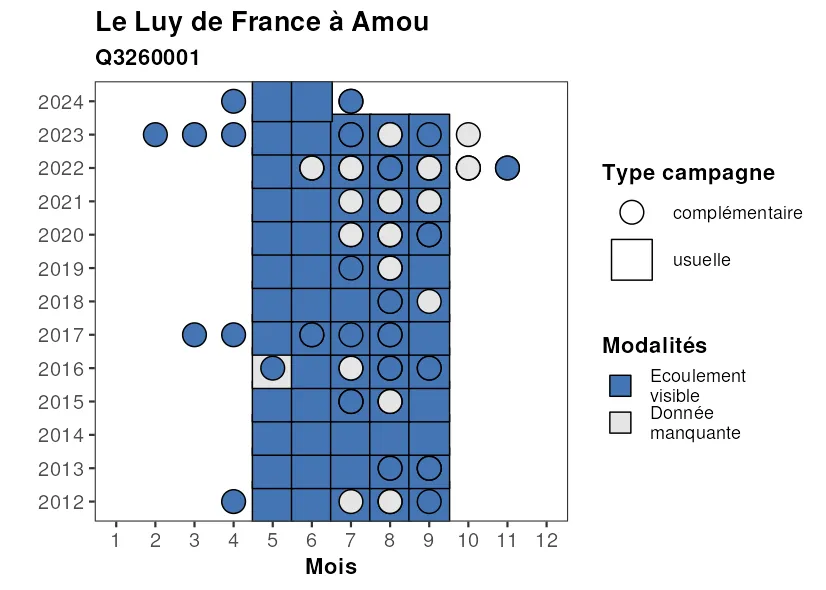 Le Luy de France à Amou
Q3260001
2024
2023
2022
2021
2020
2019
2018
2017
2016
2015
2014
2013
2012
1 2 3 4 5 6 7 8 9 10 11 12
Mois
Type campagne
complémentaire
usuelle
Modalités
Ecoulement
visible
Donnée
manquante